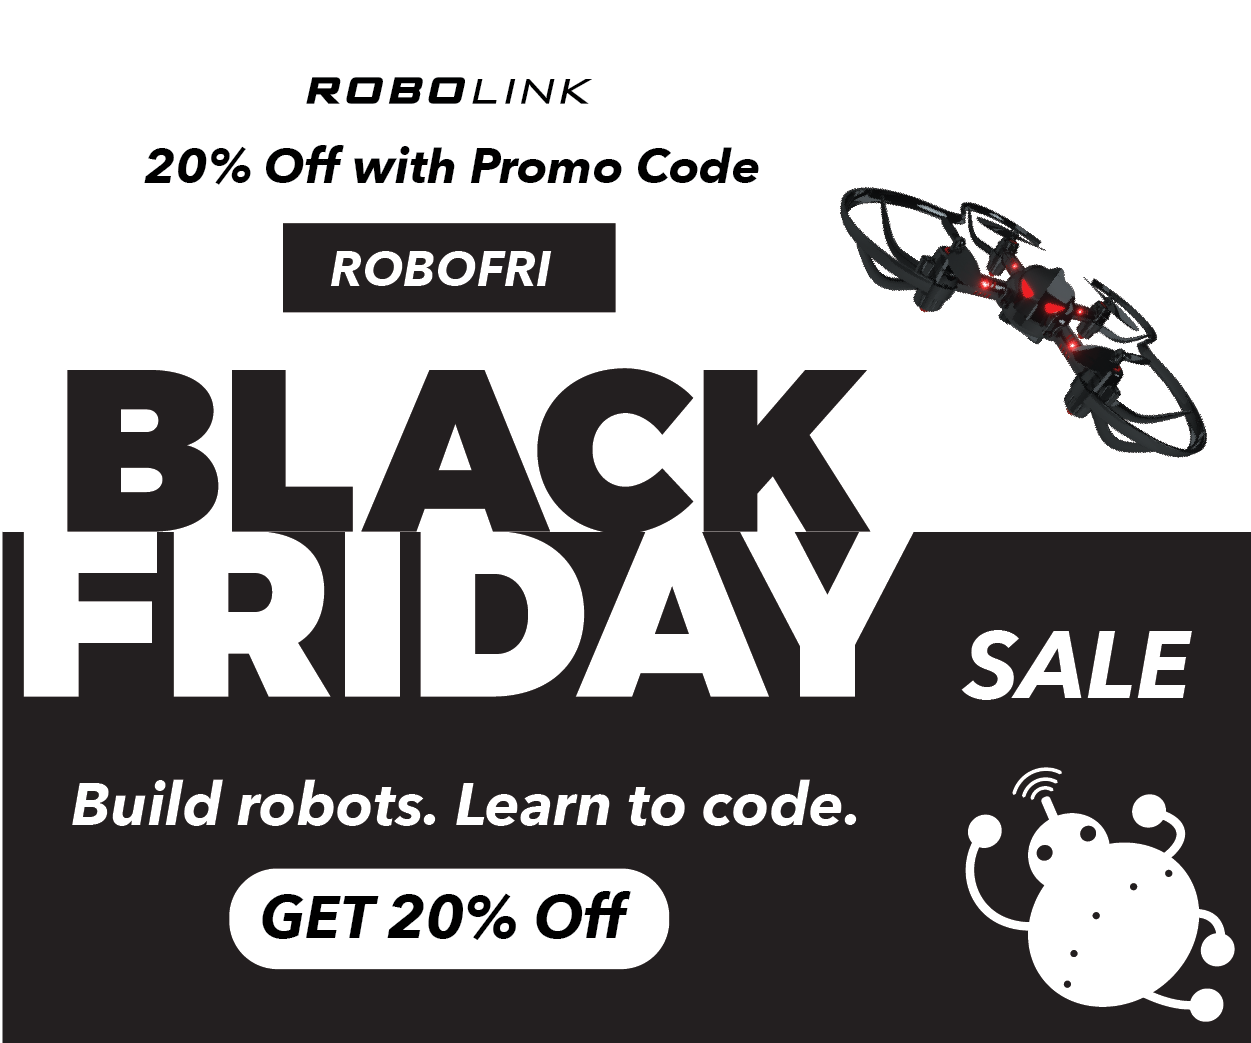 ROBOLINK
20% Off with Promo Code
ROBOFRI
BLACK
FRIDAY
SALE
Build robots. Learn to code.
GET 20% Off